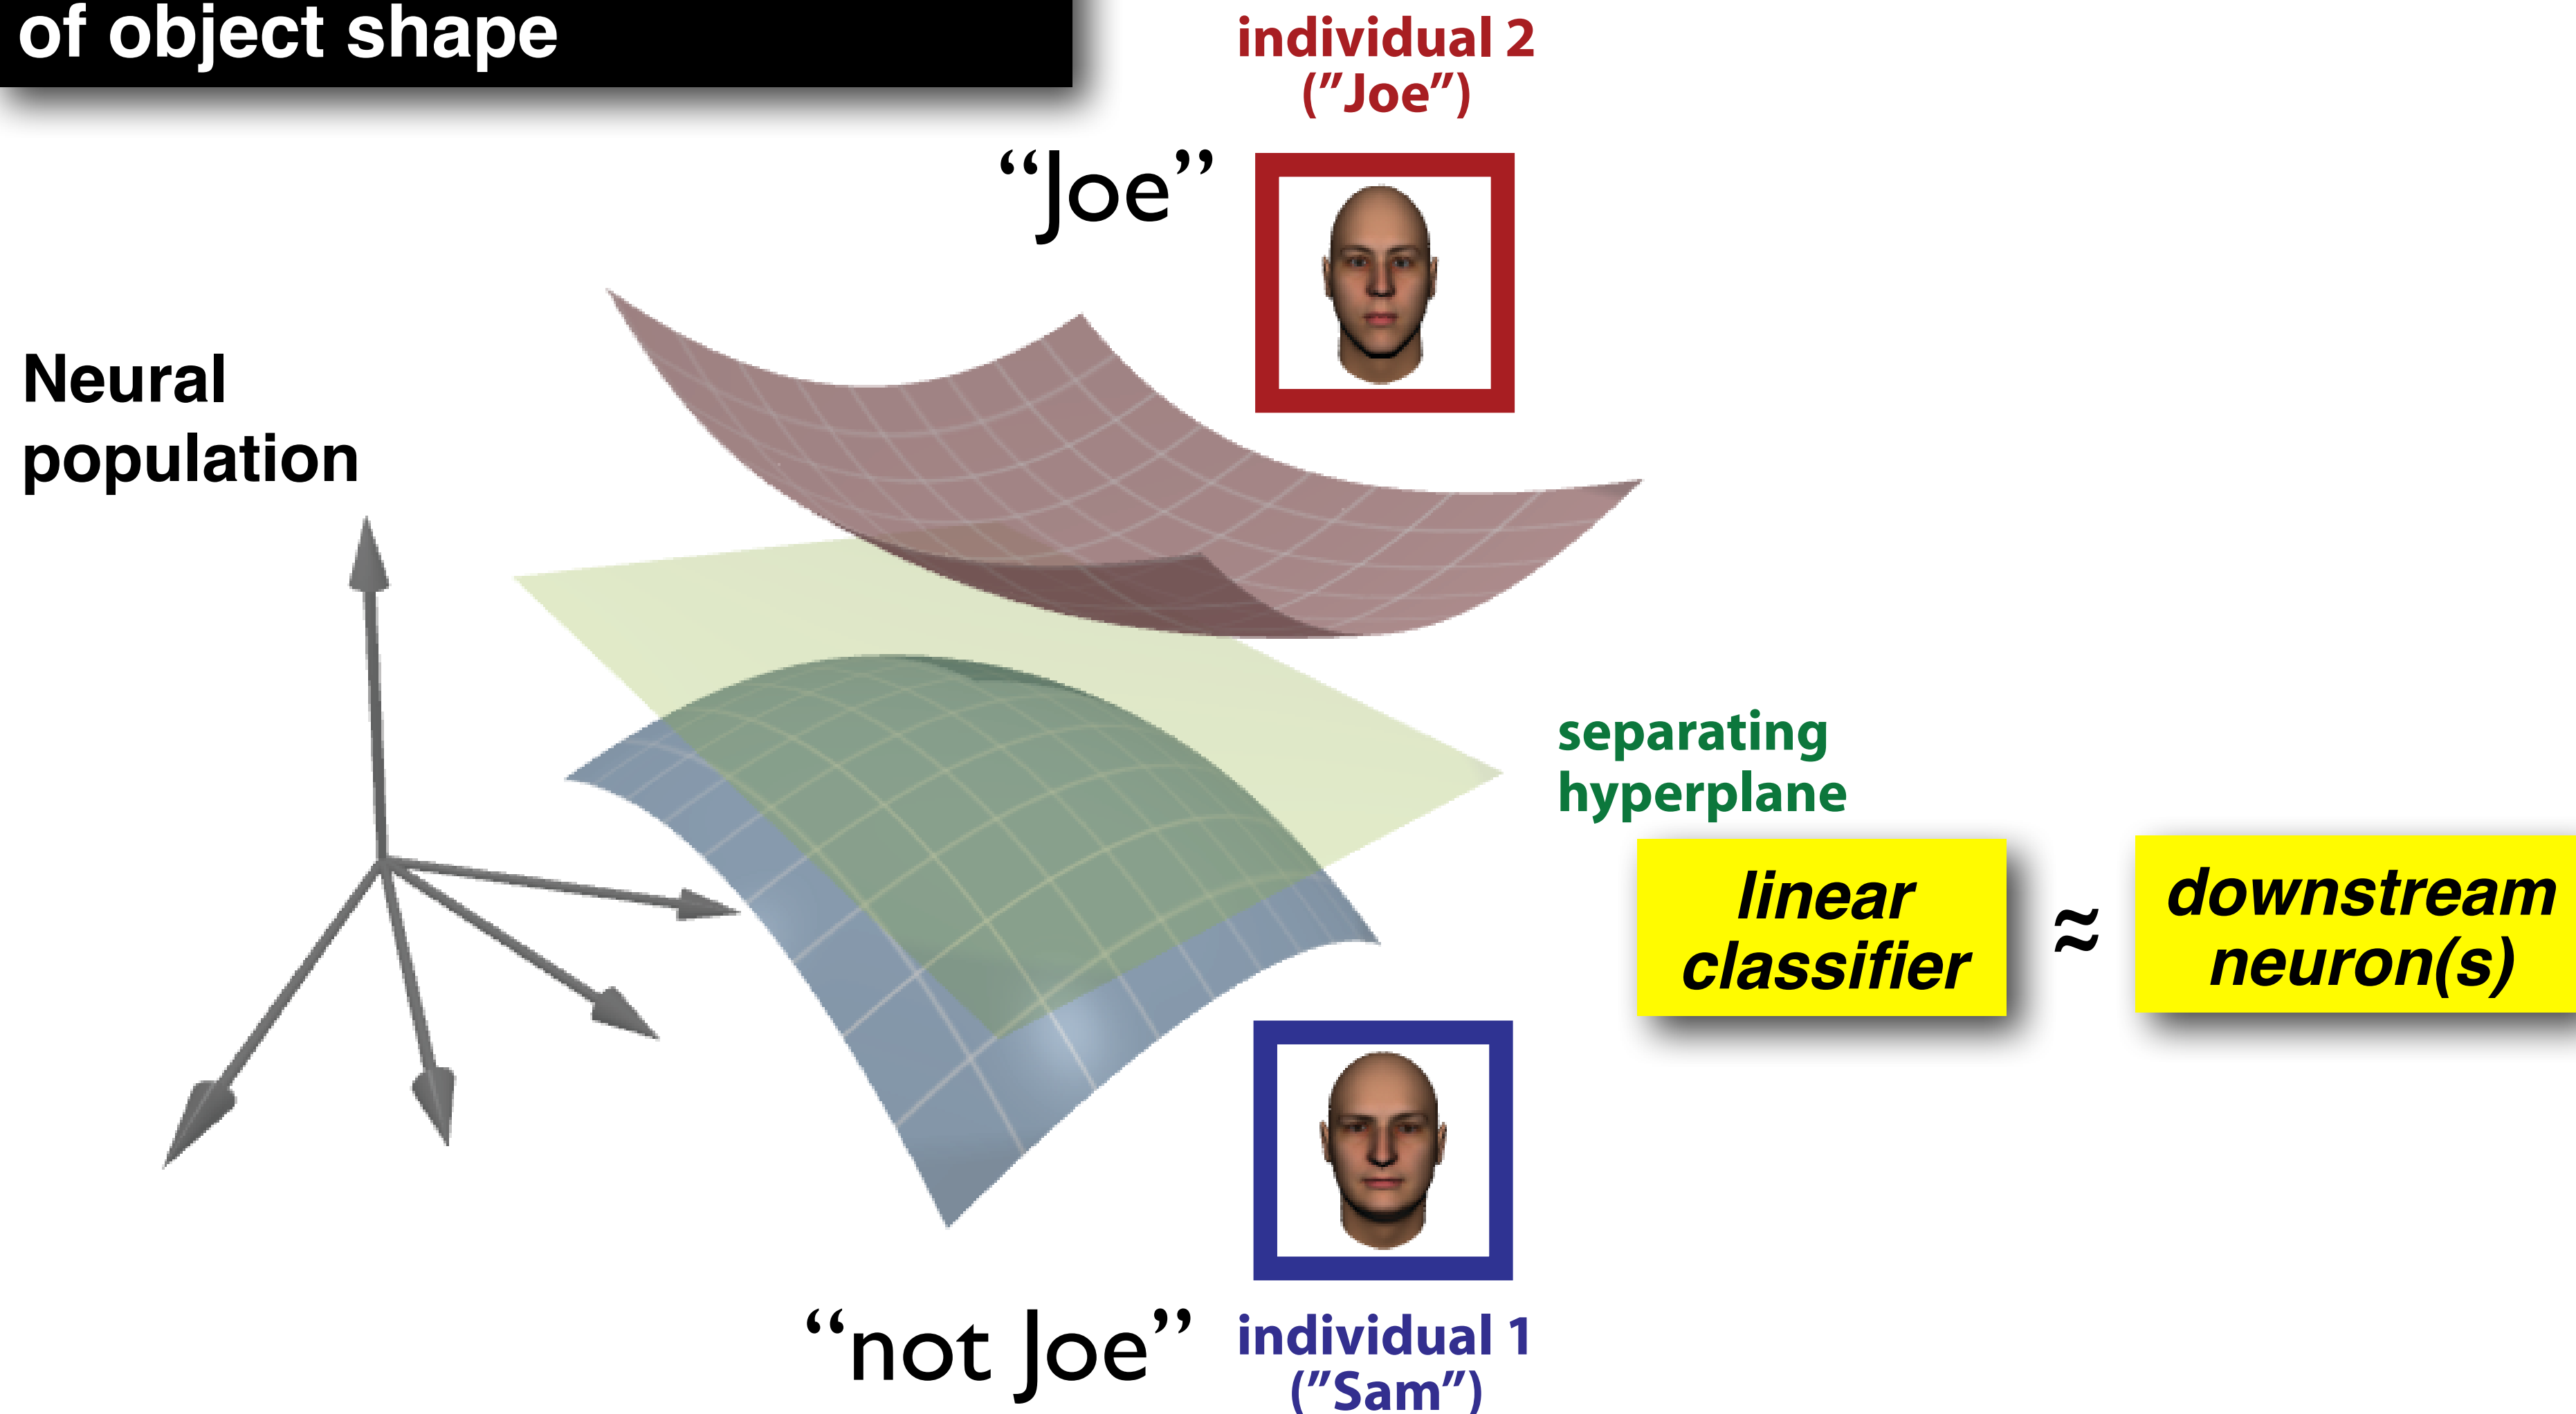 of object shape
individual 2
("Joe")
“Joe”
Neural
population
separating
hyperplane
linear
classifier
≈
downstream
neuron(s)
“not Joe”
individual 1
("Sam")